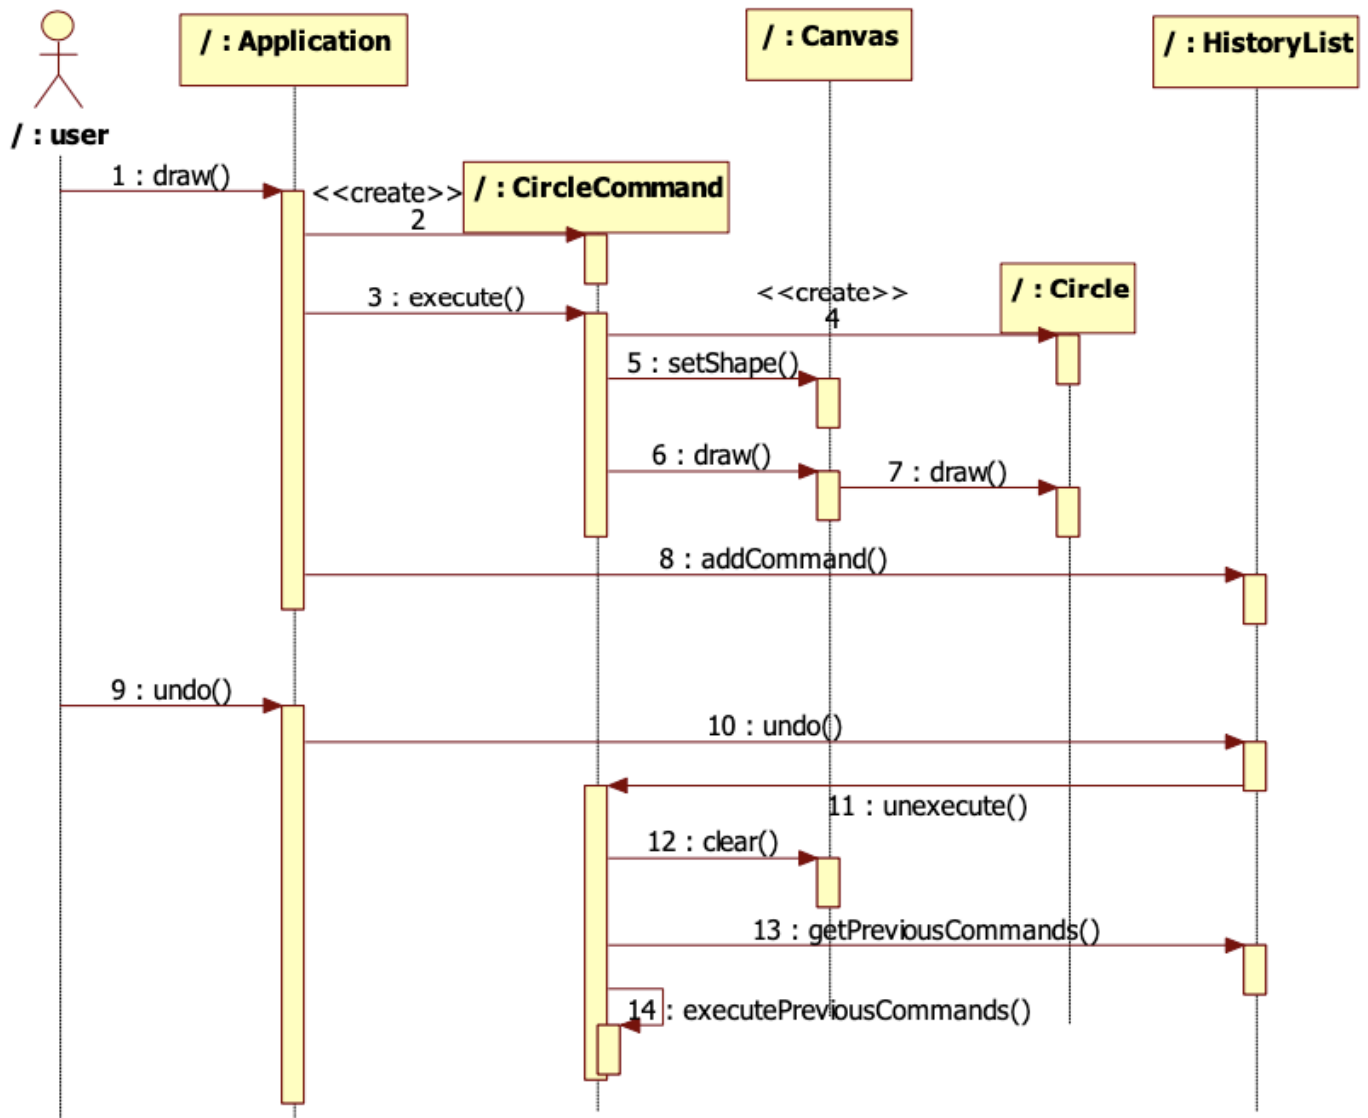 / : Application
/ : Canvas
/ : HistoryList
/ : user
1 : draw()
<<create>>
2
/ : CircleCommand
3 : execute()
<<create>>
4
/ : Circle
5 : setShape()
6 : draw()
7 : draw()
8 : addCommand()
9 : undo()
10 : undo()
11 : unexecute()
12 : clear()
13 : getPreviousCommands()
14 : executePreviousCommands()